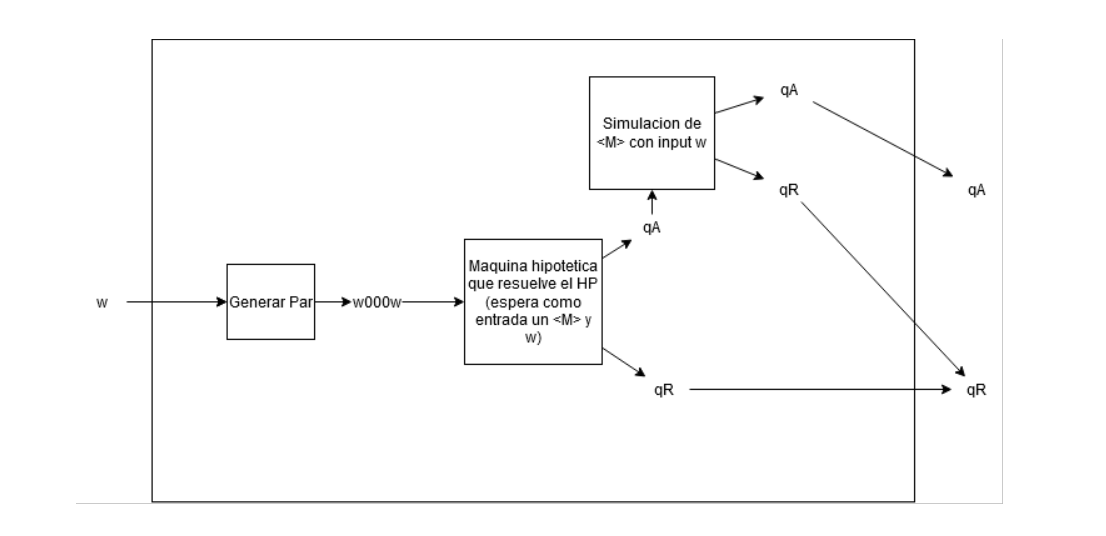 qA
Simulacion de
<M> con input w
qA
qR
qA
Maquina hipotetica
que resuelve el HP
(espera como
entrada un <M> y
w)
w
Generar Par
w000w
qR
qR